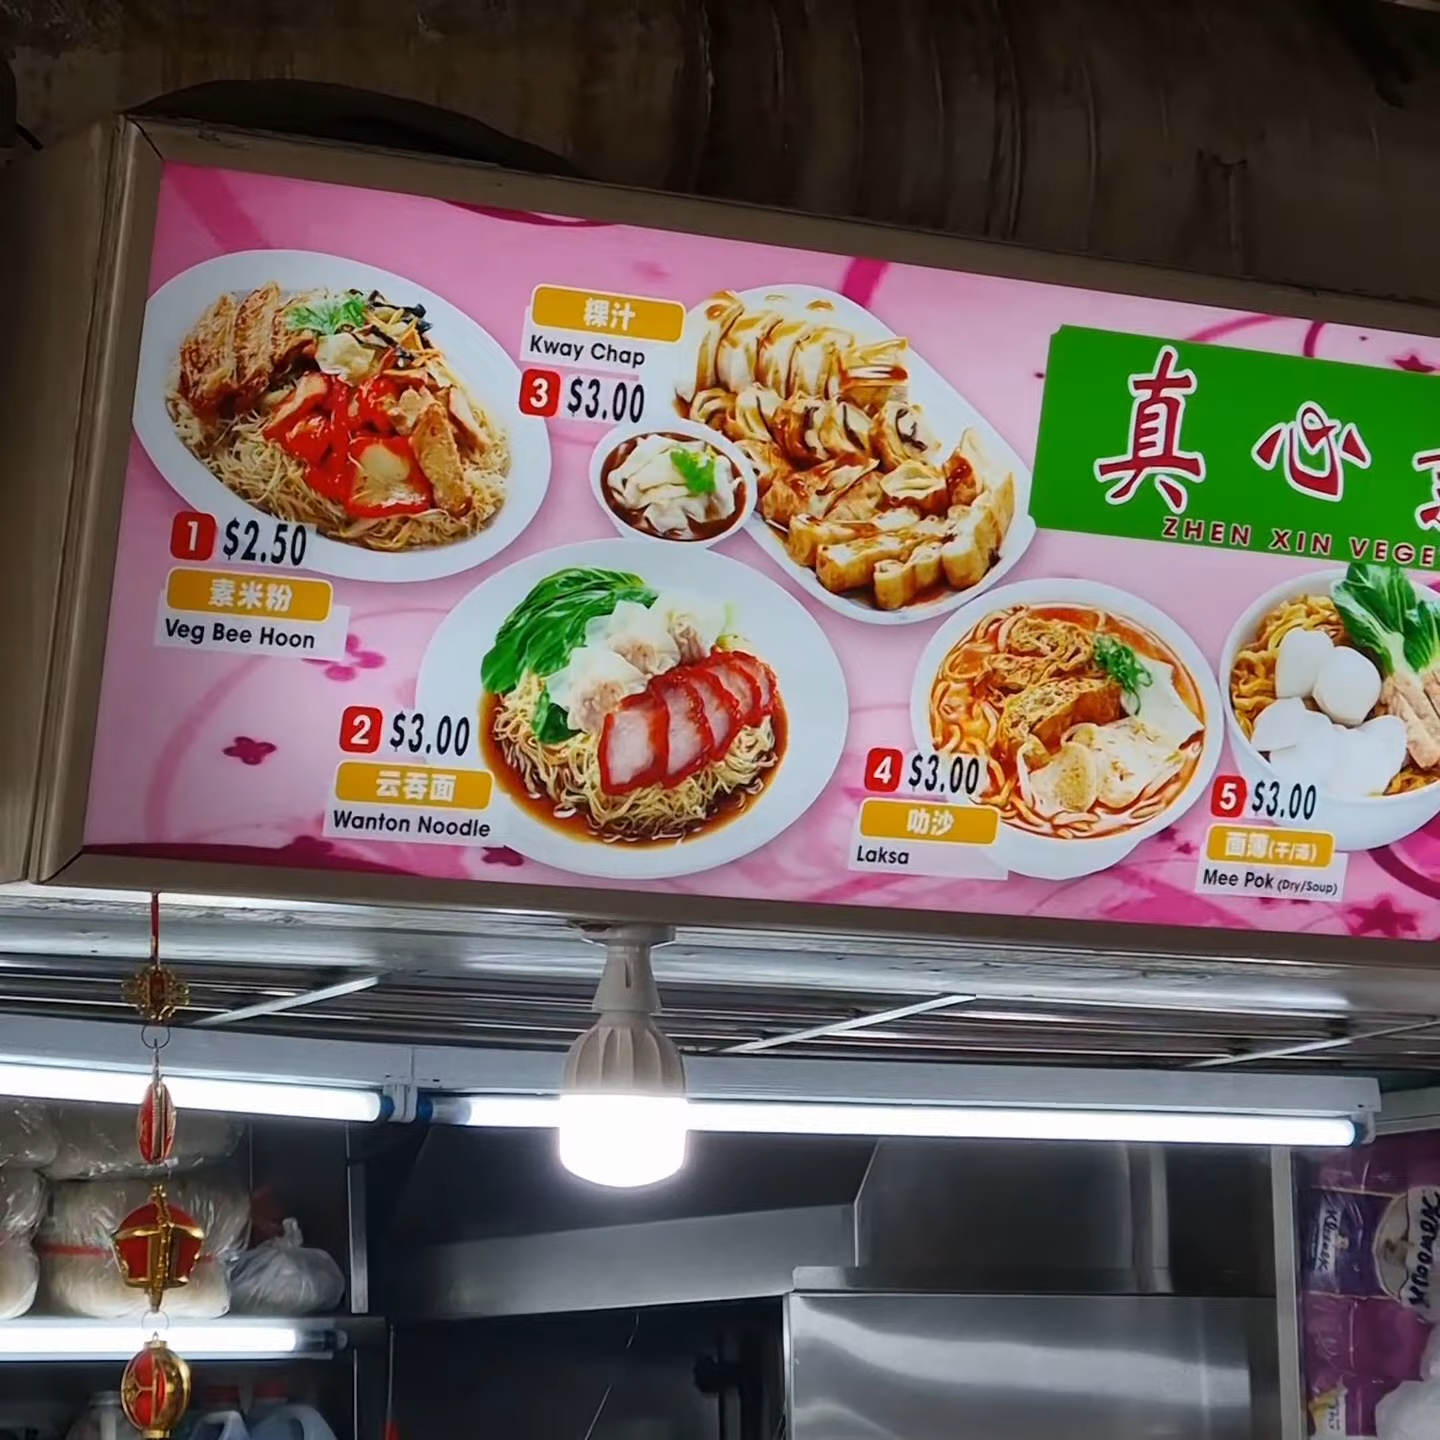 1 $2.50
素米粉
Veg Bee Hoon
2 $3.00
云吞面
Wanton Noodle
粿汁
Kway Chap
3 $3.00
4 $3.00
叻沙
Laksa
真心
ZHEN XIN VEGE
5 $3.00
面薄(干/汤)
Mee Pok (Dry/Soup)
Kleenex